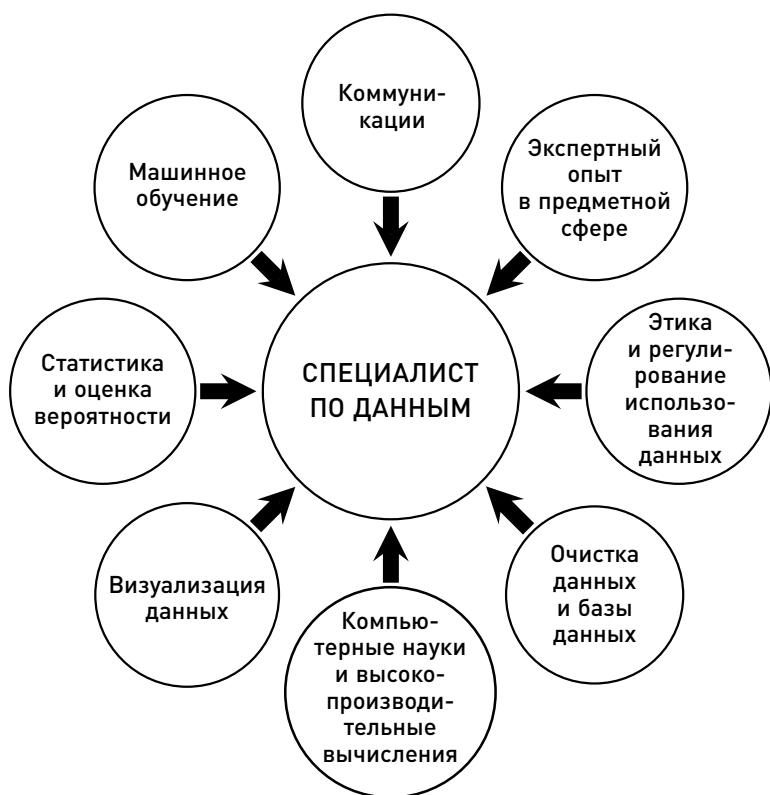 Коммуни-
кации
Экспертный
опыт
в предметной
сфере
Этика
и регули-
рование
использо-
вания
данных
Очистка
данных
и базы
данных
Компью-
терные науки
и высоко-
производи-
тельные
вычисления
Визуализация
данных
Статистика
и оценка
вероятности
Машинное
обучение
СПЕЦИАЛИСТ
ПО ДАННЫМ